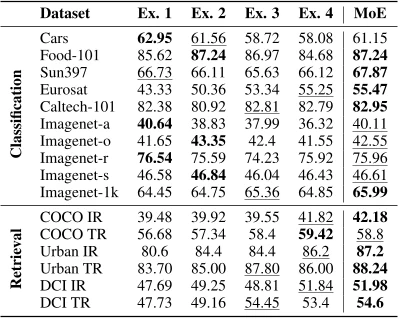 Dataset Ex. 1 Ex. 2 Ex. 3 Ex. 4 MoE
Classification
Cars 62.95 61.56 58.72 58.08 61.15
Food-101 85.62 87.24 86.97 84.68 87.24
Sun397 66.73 66.11 65.63 66.12 67.87
Eurosat 43.33 50.36 53.34 55.25 55.47
Caltech-101 82.38 80.92 82.81 82.79 82.95
Imagenet-a 40.64 38.83 37.99 36.32 40.11
Imagenet-o 41.65 43.35 42.4 41.55 42.55
Imagenet-r 76.54 75.59 74.23 75.92 75.96
Imagenet-s 46.58 46.84 46.04 46.43 46.61
Imagenet-1k 64.45 64.75 65.36 64.85 65.99
Retrieval
COCO IR 39.48 39.92 39.55 41.82 42.18
COCO TR 56.68 57.34 58.4 59.42 58.8
Urban IR 80.6 84.4 84.4 86.2 87.2
Urban TR 83.70 85.00 87.80 86.00 88.24
DCI IR 47.69 49.25 48.81 51.84 51.98
DCI TR 47.73 49.16 54.45 53.4 54.6